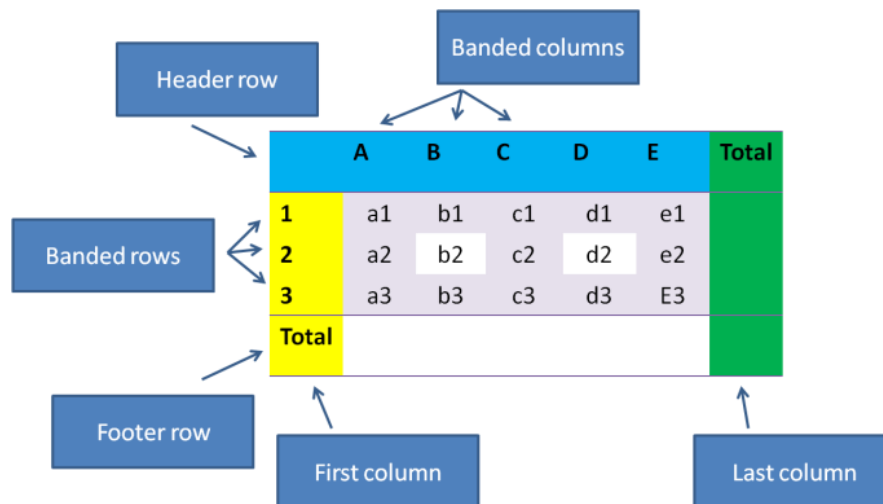 Banded columns
Header row
A B C D E Total
1 a1 b1 c1 d1 e1
Banded rows
2 a2 b2 c2 d2 e2
3 a3 b3 c3 d3 E3
Total
Footer row
First column
Last column